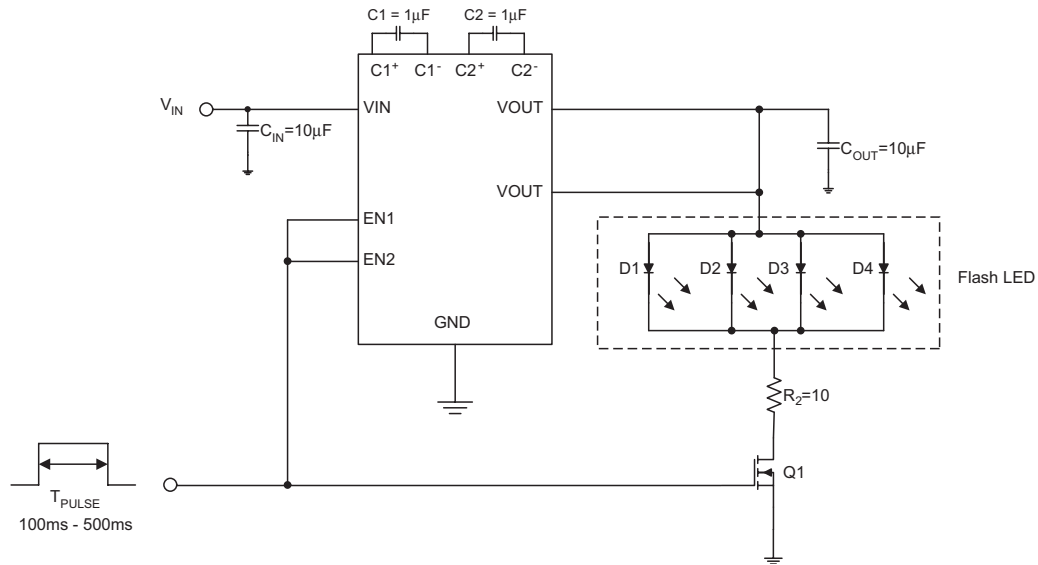 C1 = 1μF
C2 = 1μF
C1+ C1- C2+ C2-
VIN
VIN
VOUT
CIN=10μF
COUT=10μF
VOUT
EN1
EN2
D1
D2
D3
D4
Flash LED
GND
R2=10
Q1
TPULSE
100ms - 500ms